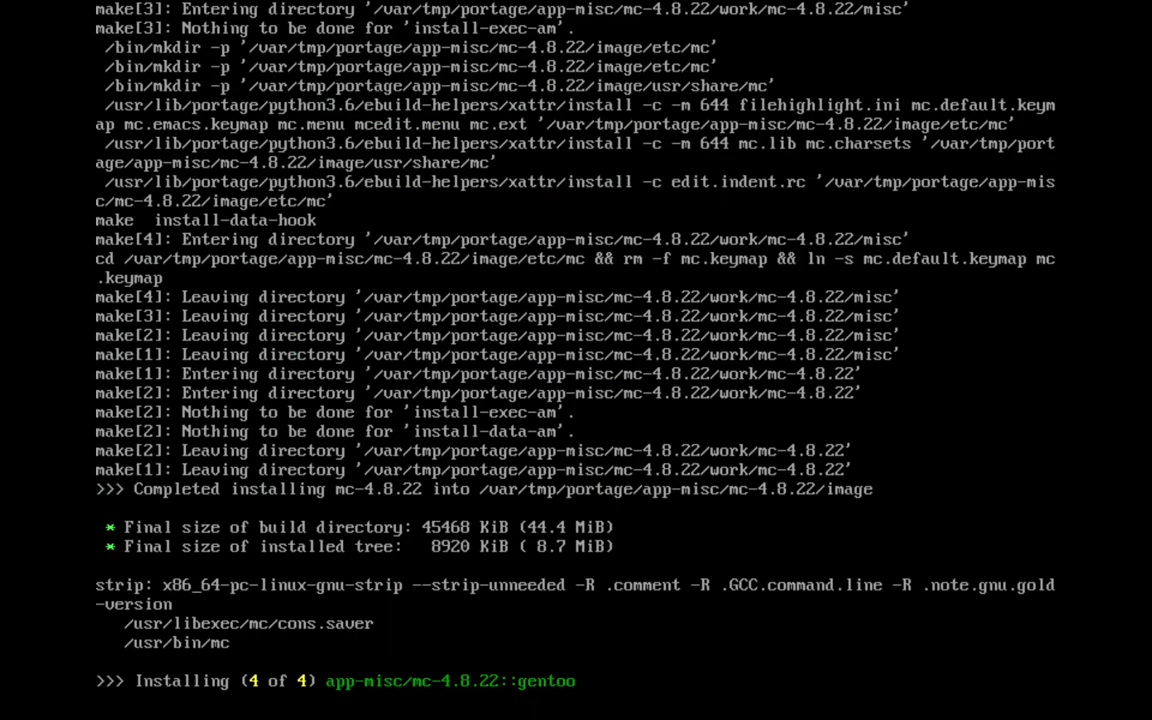 make[3]: Entering directory '/var/tmp/portage/app-misc/mc-4.8.22/work/mc-4.8.22/misc'
make[3]: Nothing to be done for 'install-exec-am'.
 /bin/mkdir -p '/var/tmp/portage/app-misc/mc-4.8.22/image/etc/mc'
 /bin/mkdir -p '/var/tmp/portage/app-misc/mc-4.8.22/image/etc/mc'
 /bin/mkdir -p '/var/tmp/portage/app-misc/mc-4.8.22/image/usr/share/mc'
 /usr/lib/portage/python3.6/ebuild-helpers/xattr/install -c -m 644 filehighlight.ini mc.default.keym
ap mc.emacs.keymap mc.menu mcedit.menu mc.ext '/var/tmp/portage/app-misc/mc-4.8.22/image/etc/mc'
 /usr/lib/portage/python3.6/ebuild-helpers/xattr/install -c -m 644 mc.lib mc.charsets '/var/tmp/port
age/app-misc/mc-4.8.22/image/usr/share/mc'
 /usr/lib/portage/python3.6/ebuild-helpers/xattr/install -c edit.indent.rc '/var/tmp/portage/app-mis
c/mc-4.8.22/image/etc/mc'
make  install-data-hook
make[4]: Entering directory '/var/tmp/portage/app-misc/mc-4.8.22/work/mc-4.8.22/misc'
cd /var/tmp/portage/app-misc/mc-4.8.22/image/etc/mc && rm -f mc.keymap && ln -s mc.default.keymap mc
.keymap
make[4]: Leaving directory '/var/tmp/portage/app-misc/mc-4.8.22/work/mc-4.8.22/misc'
make[3]: Leaving directory '/var/tmp/portage/app-misc/mc-4.8.22/work/mc-4.8.22/misc'
make[2]: Leaving directory '/var/tmp/portage/app-misc/mc-4.8.22/work/mc-4.8.22/misc'
make[1]: Leaving directory '/var/tmp/portage/app-misc/mc-4.8.22/work/mc-4.8.22/misc'
make[1]: Entering directory '/var/tmp/portage/app-misc/mc-4.8.22/work/mc-4.8.22'
make[2]: Entering directory '/var/tmp/portage/app-misc/mc-4.8.22/work/mc-4.8.22'
make[2]: Nothing to be done for 'install-exec-am'.
make[2]: Nothing to be done for 'install-data-am'.
make[2]: Leaving directory '/var/tmp/portage/app-misc/mc-4.8.22/work/mc-4.8.22'
make[1]: Leaving directory '/var/tmp/portage/app-misc/mc-4.8.22/work/mc-4.8.22'
>>> Completed installing mc-4.8.22 into /var/tmp/portage/app-misc/mc-4.8.22/image

 * Final size of build directory: 45468 KiB (44.4 MiB)
 * Final size of installed tree:   8920 KiB ( 8.7 MiB)

strip: x86_64-pc-linux-gnu-strip --strip-unneeded -R .comment -R .GCC.command.line -R .note.gnu.gold
-version
   /usr/libexec/mc/cons.saver
   /usr/bin/mc

>>> Installing (4 of 4) app-misc/mc-4.8.22::gentoo